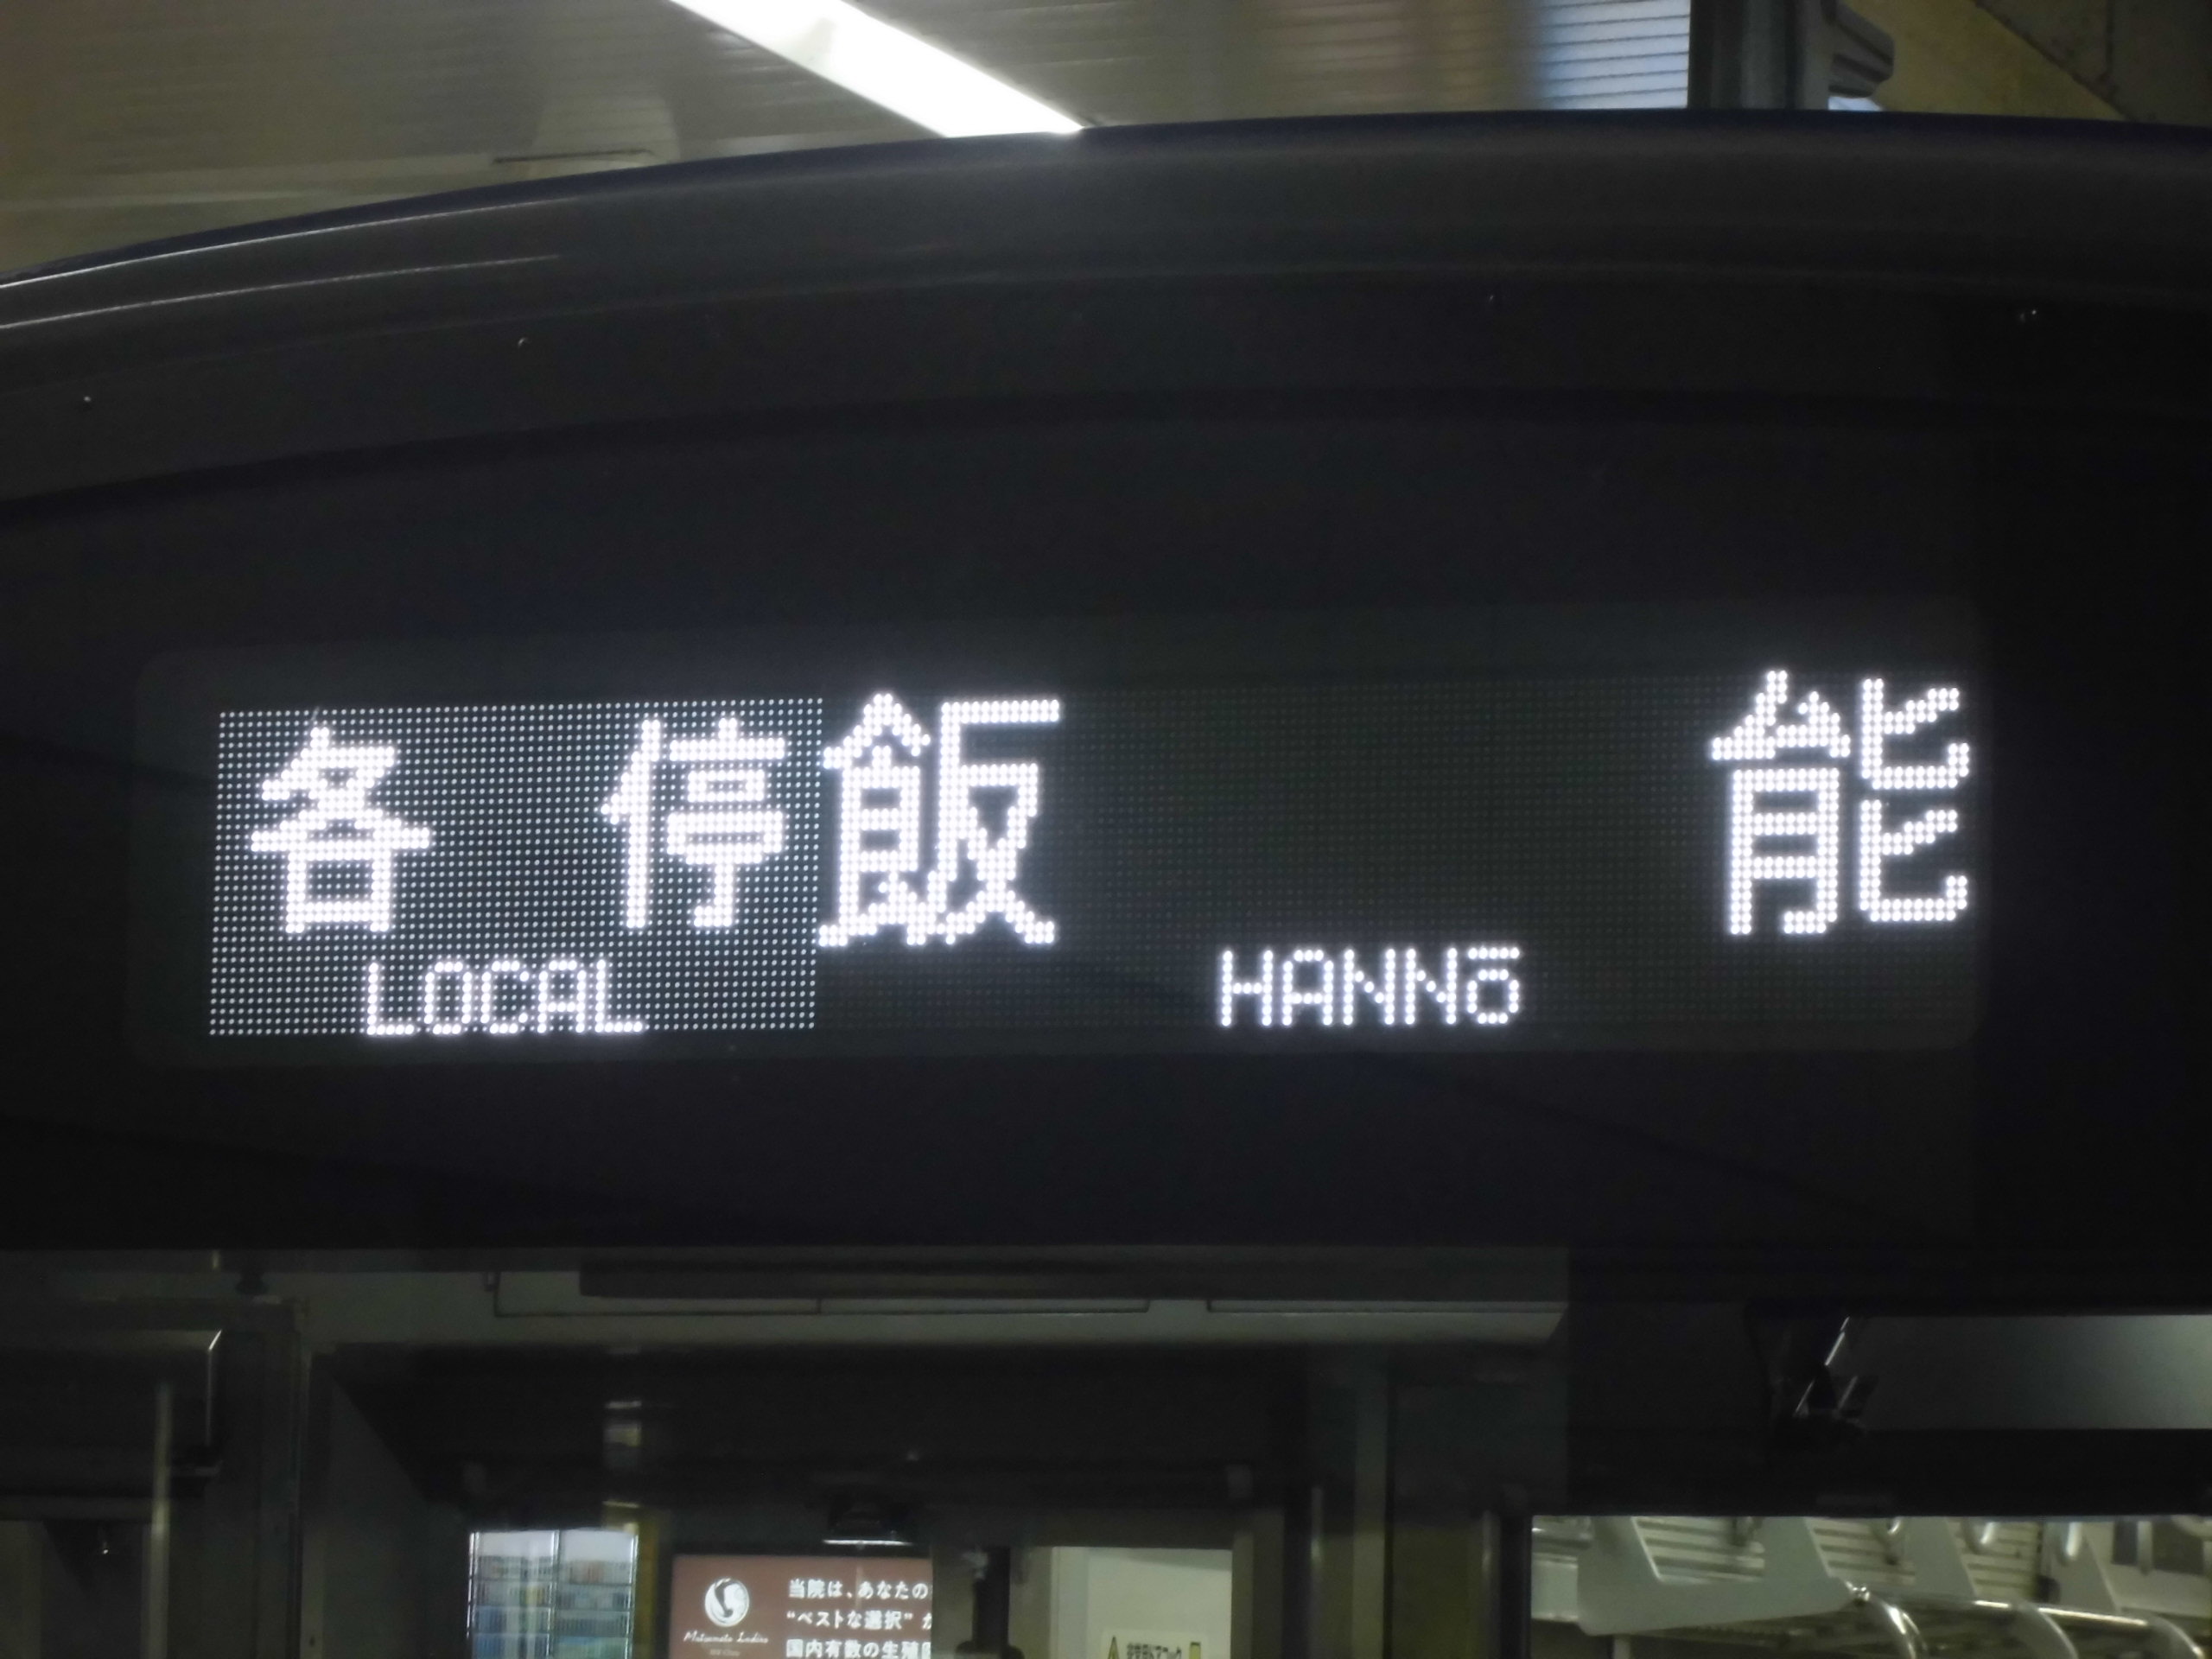 各 停 飯 能
LOCAL HANNŌ
当院は、あなたの
"ベストな選択"
国内有数の生殖